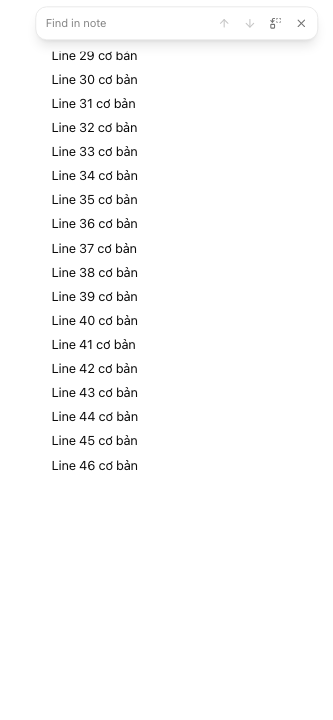 Find in note
Line 29 cơ bản
Line 30 cơ bản
Line 31 cơ bản
Line 32 cơ bản
Line 33 cơ bản
Line 34 cơ bản
Line 35 cơ bản
Line 36 cơ bản
Line 37 cơ bản
Line 38 cơ bản
Line 39 cơ bản
Line 40 cơ bản
Line 41 cơ bản
Line 42 cơ bản
Line 43 cơ bản
Line 44 cơ bản
Line 45 cơ bản
Line 46 cơ bản